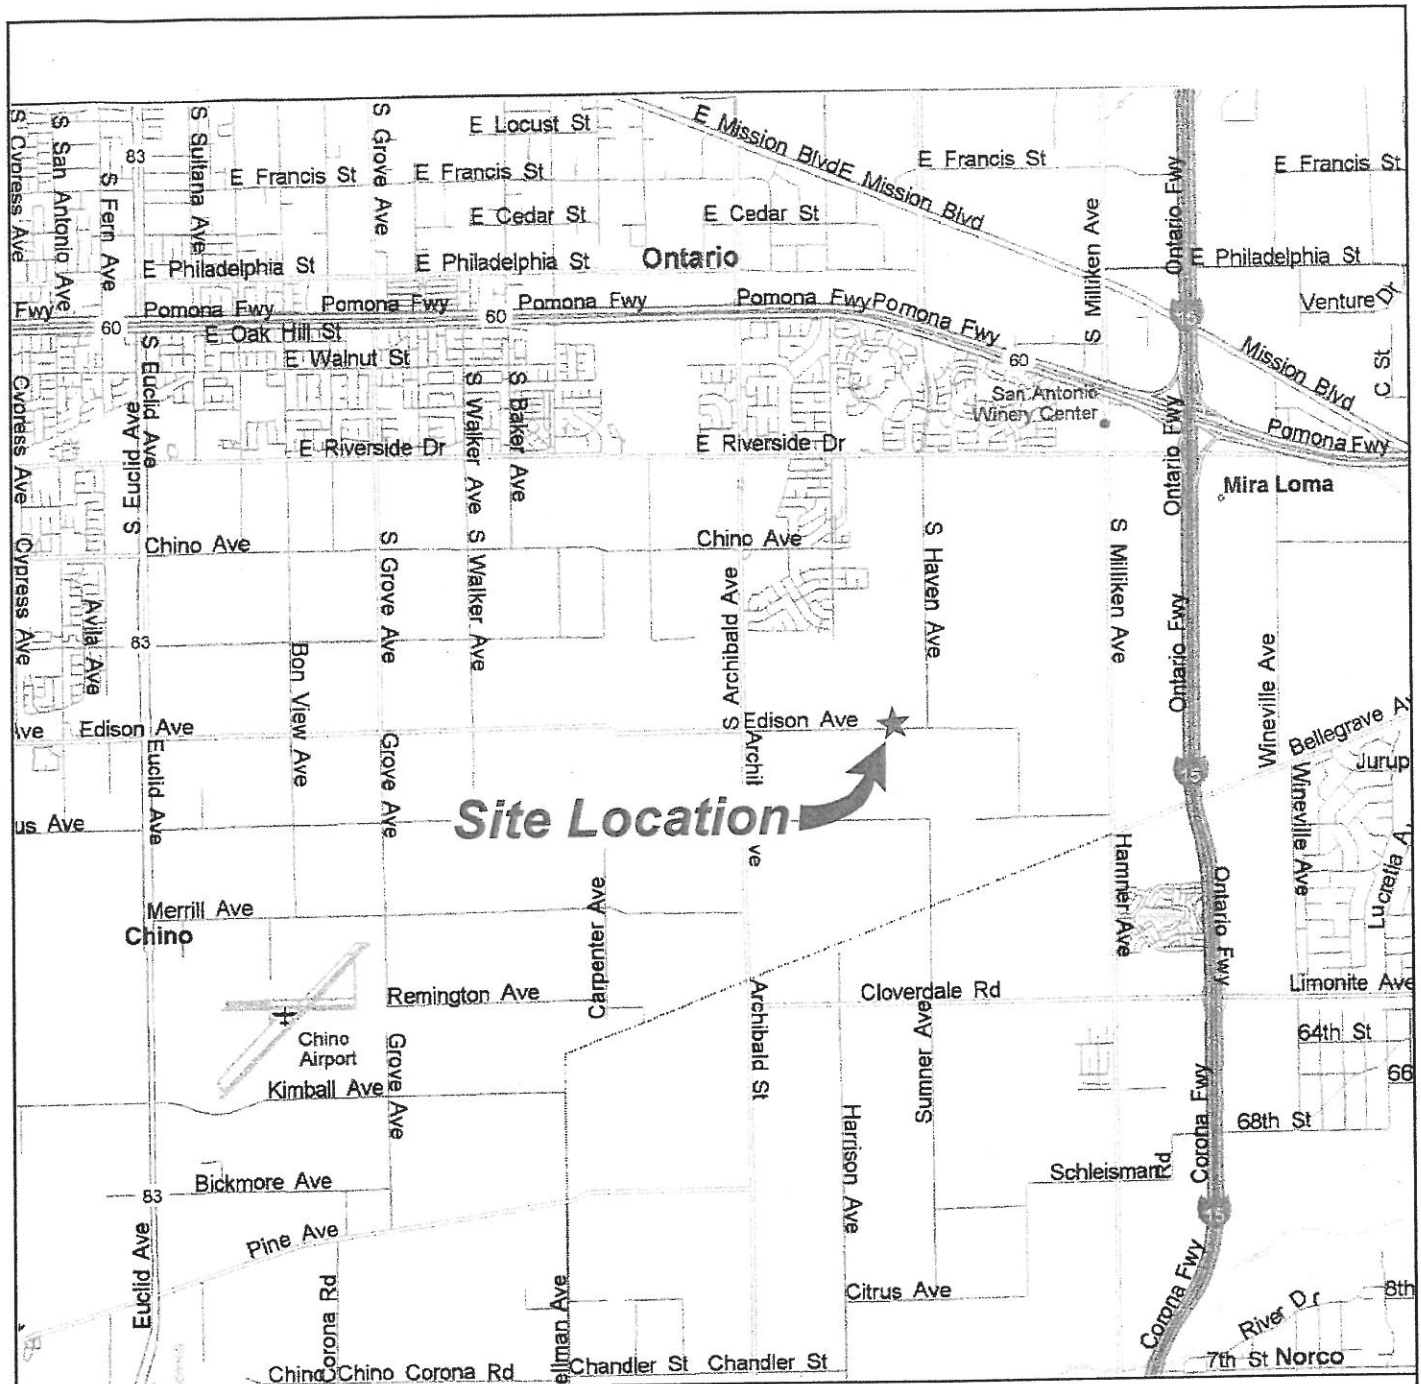 S Cypress Ave
S San Antonio Ave
S Fern Ave
83
S Sultana Ave
S Grove Ave
E Locust St
E Mission Blvd
E Mission Blvd
E Francis St
E Francis St
E Francis St
E Francis St
Ontario Fwy
E Cedar St
E Cedar St
S Milliken Ave
E Philadelphia St
E Philadelphia St
Ontario
E Philadelphia St
Venture Dr
Fwy
60
Pomona Fwy
Pomona Fwy
60
Pomona Fwy
Pomona Fwy
Pomona Fwy
15
E Oak Hill St
E Walnut St
60
Mission Blvd
C St
S Euclid Ave
S Euclid Ave
Cypress Ave
S Walker Ave
S Baker Ave
San Antonio
Winery Center
Ontario Fwy
E Riverside Dr
E Riverside Dr
Pomona Fwy
Mira Loma
Chino Ave
Chino Ave
Cypress Ave
S Grove Ave
S Walker Ave
S Haven Ave
S Milliken Ave
Avila Ave
S Archibald Ave
Ontario Fwy
83
Bon View Ave
Wineville Ave
Ave
Edison Ave
Edison Ave
Bellegrave A
Euclid Ave
Grove Ave
Archi
Jurup
15
Wineville Ave
us Ave
Site Location
ve
Hamner Ave
Lucretia A
Ontario Fwy
Merrill Ave
Chino
Carpenter Ave
Remington Ave
Archibald St
Cloverdale Rd
Limonite Ave
Chino
Airport
Grove Ave
Sumner Ave
64th St
Kimball Ave
66
Harrison Ave
Corona Fwy
68th St
Schleisman Rd
83
Bickmore Ave
15
Pine Ave
Euclid Ave
Corona Rd
ellman Ave
Citrus Ave
Corona Fwy
River Dr
8th
Chino
Chino Corona Rd
Chandler St
Chandler St
7th St
Norco